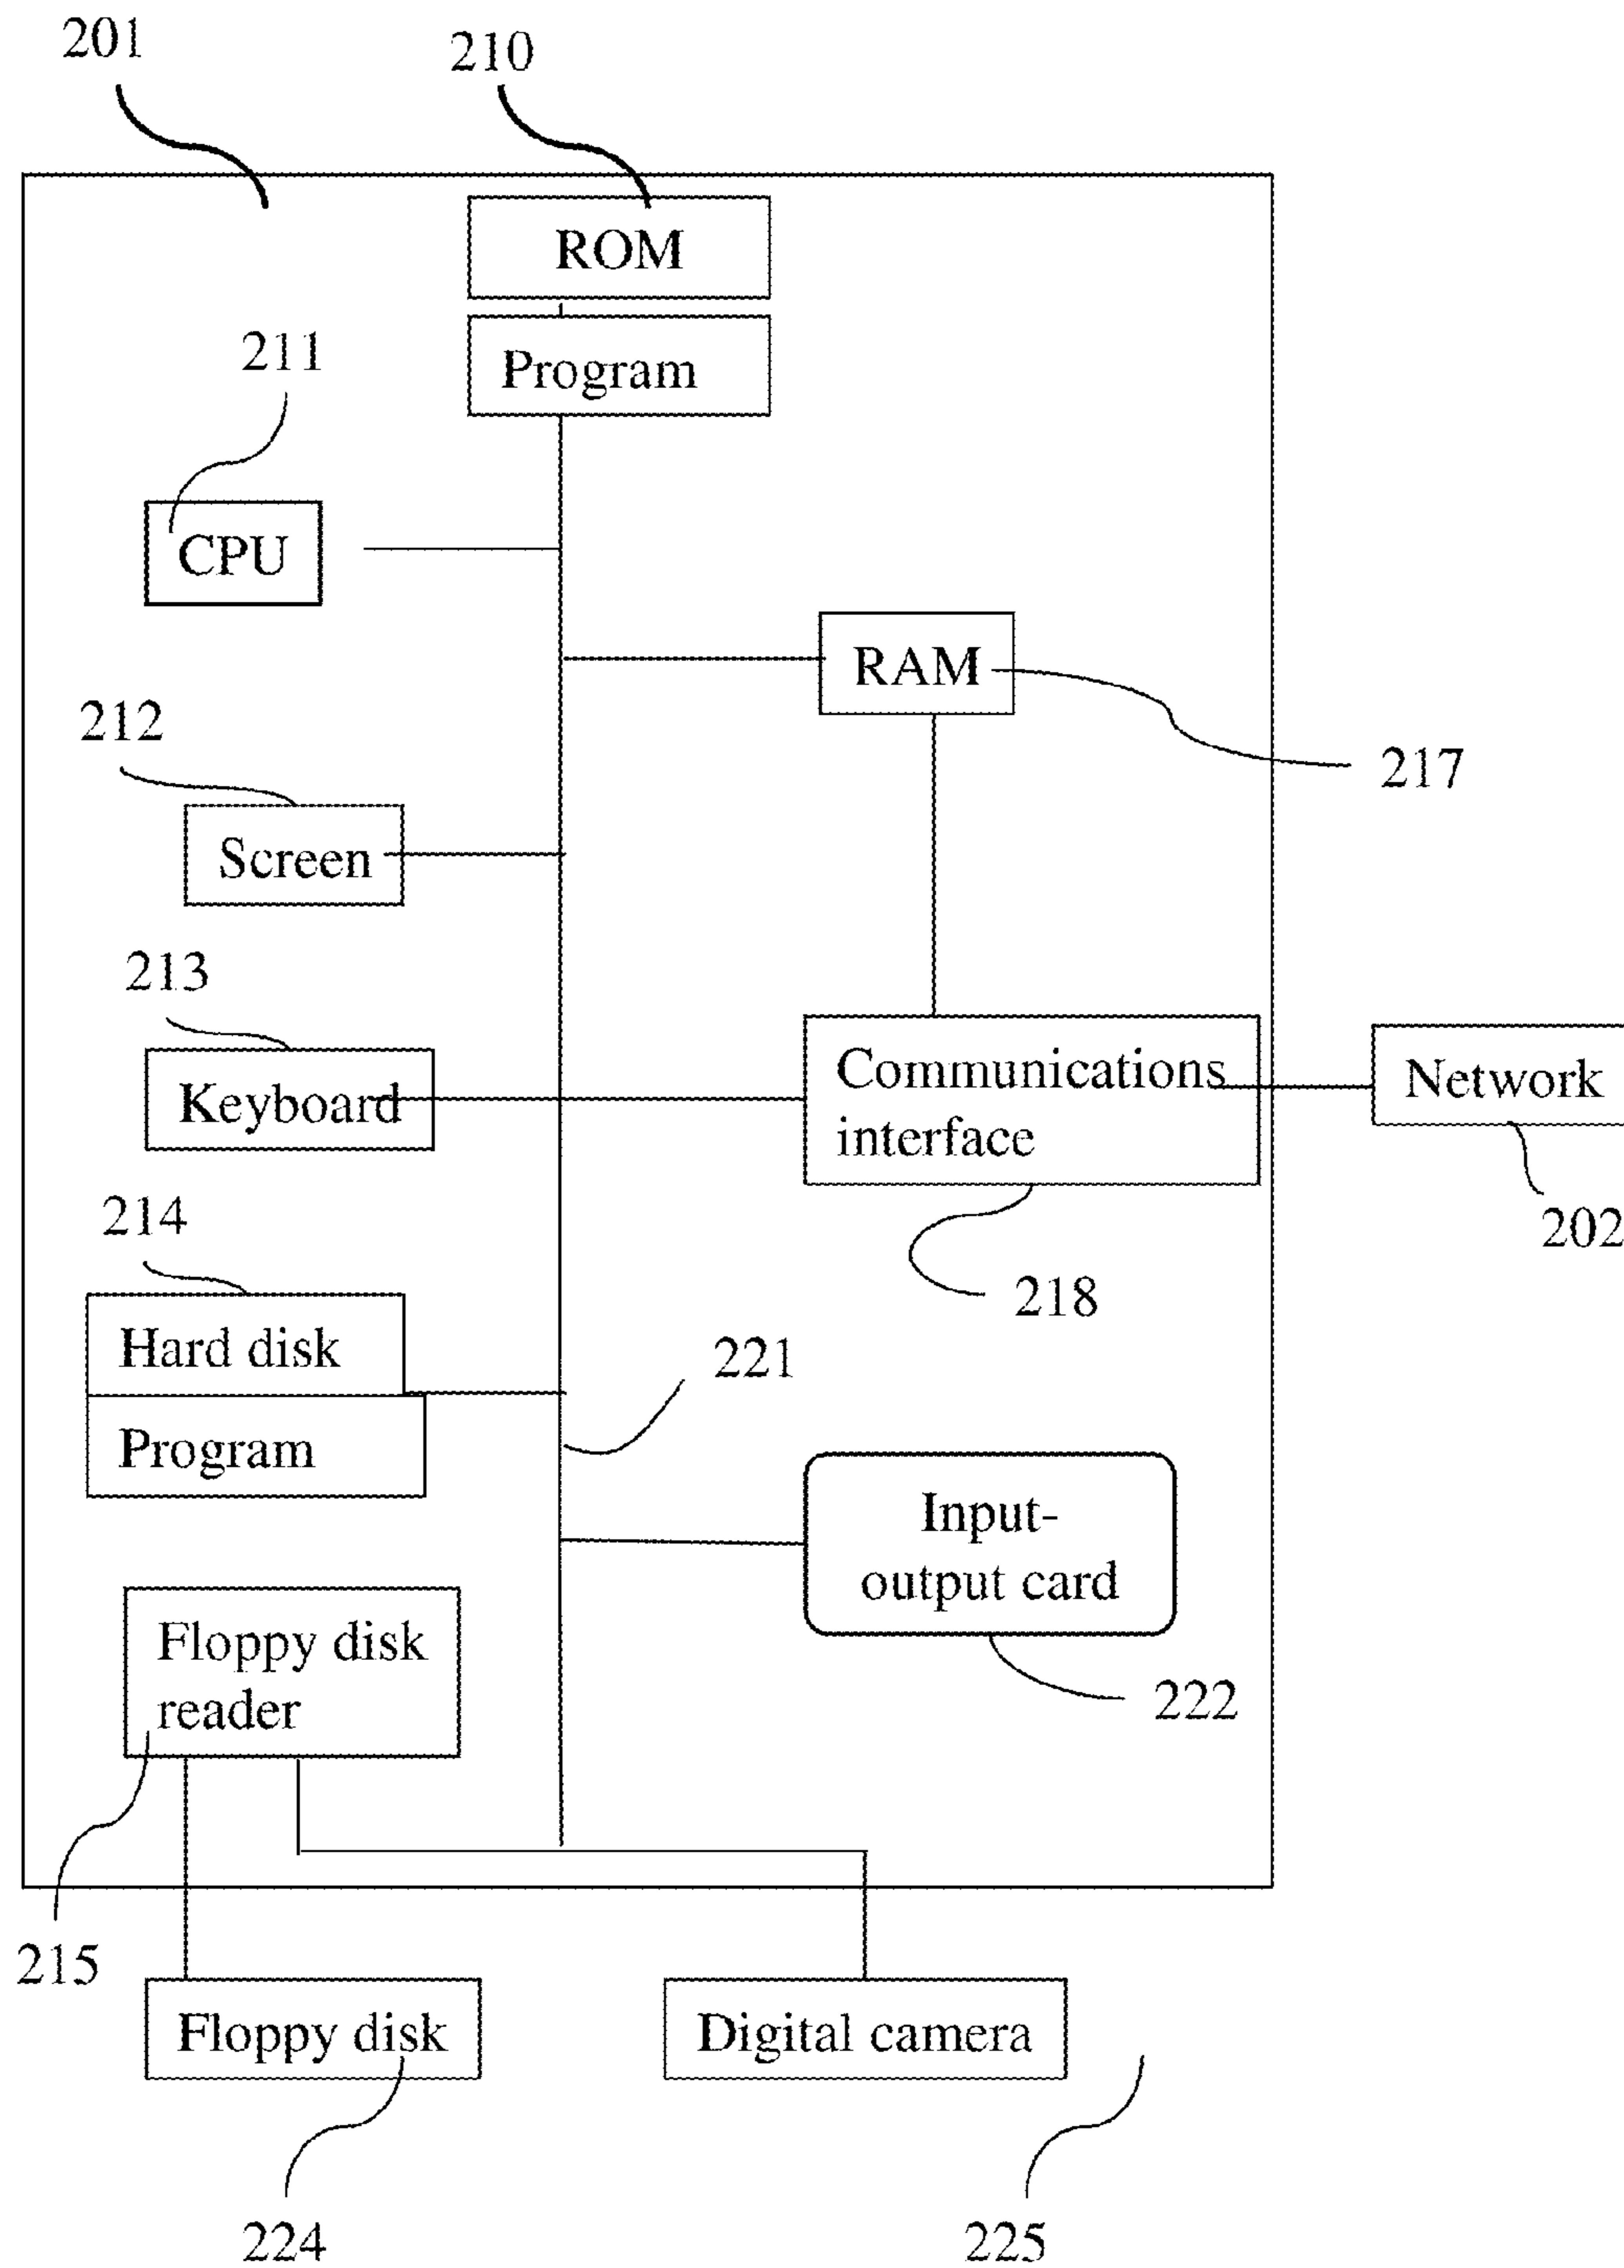 201
210
ROM
Program
211
CPU
RAM
217
212
Screen
213
Keyboard
Communications
interface
Network
202
218
214
Hard disk
Program
221
Input-
output card
222
Floppy disk
reader
215
Floppy disk
Digital camera
224
225